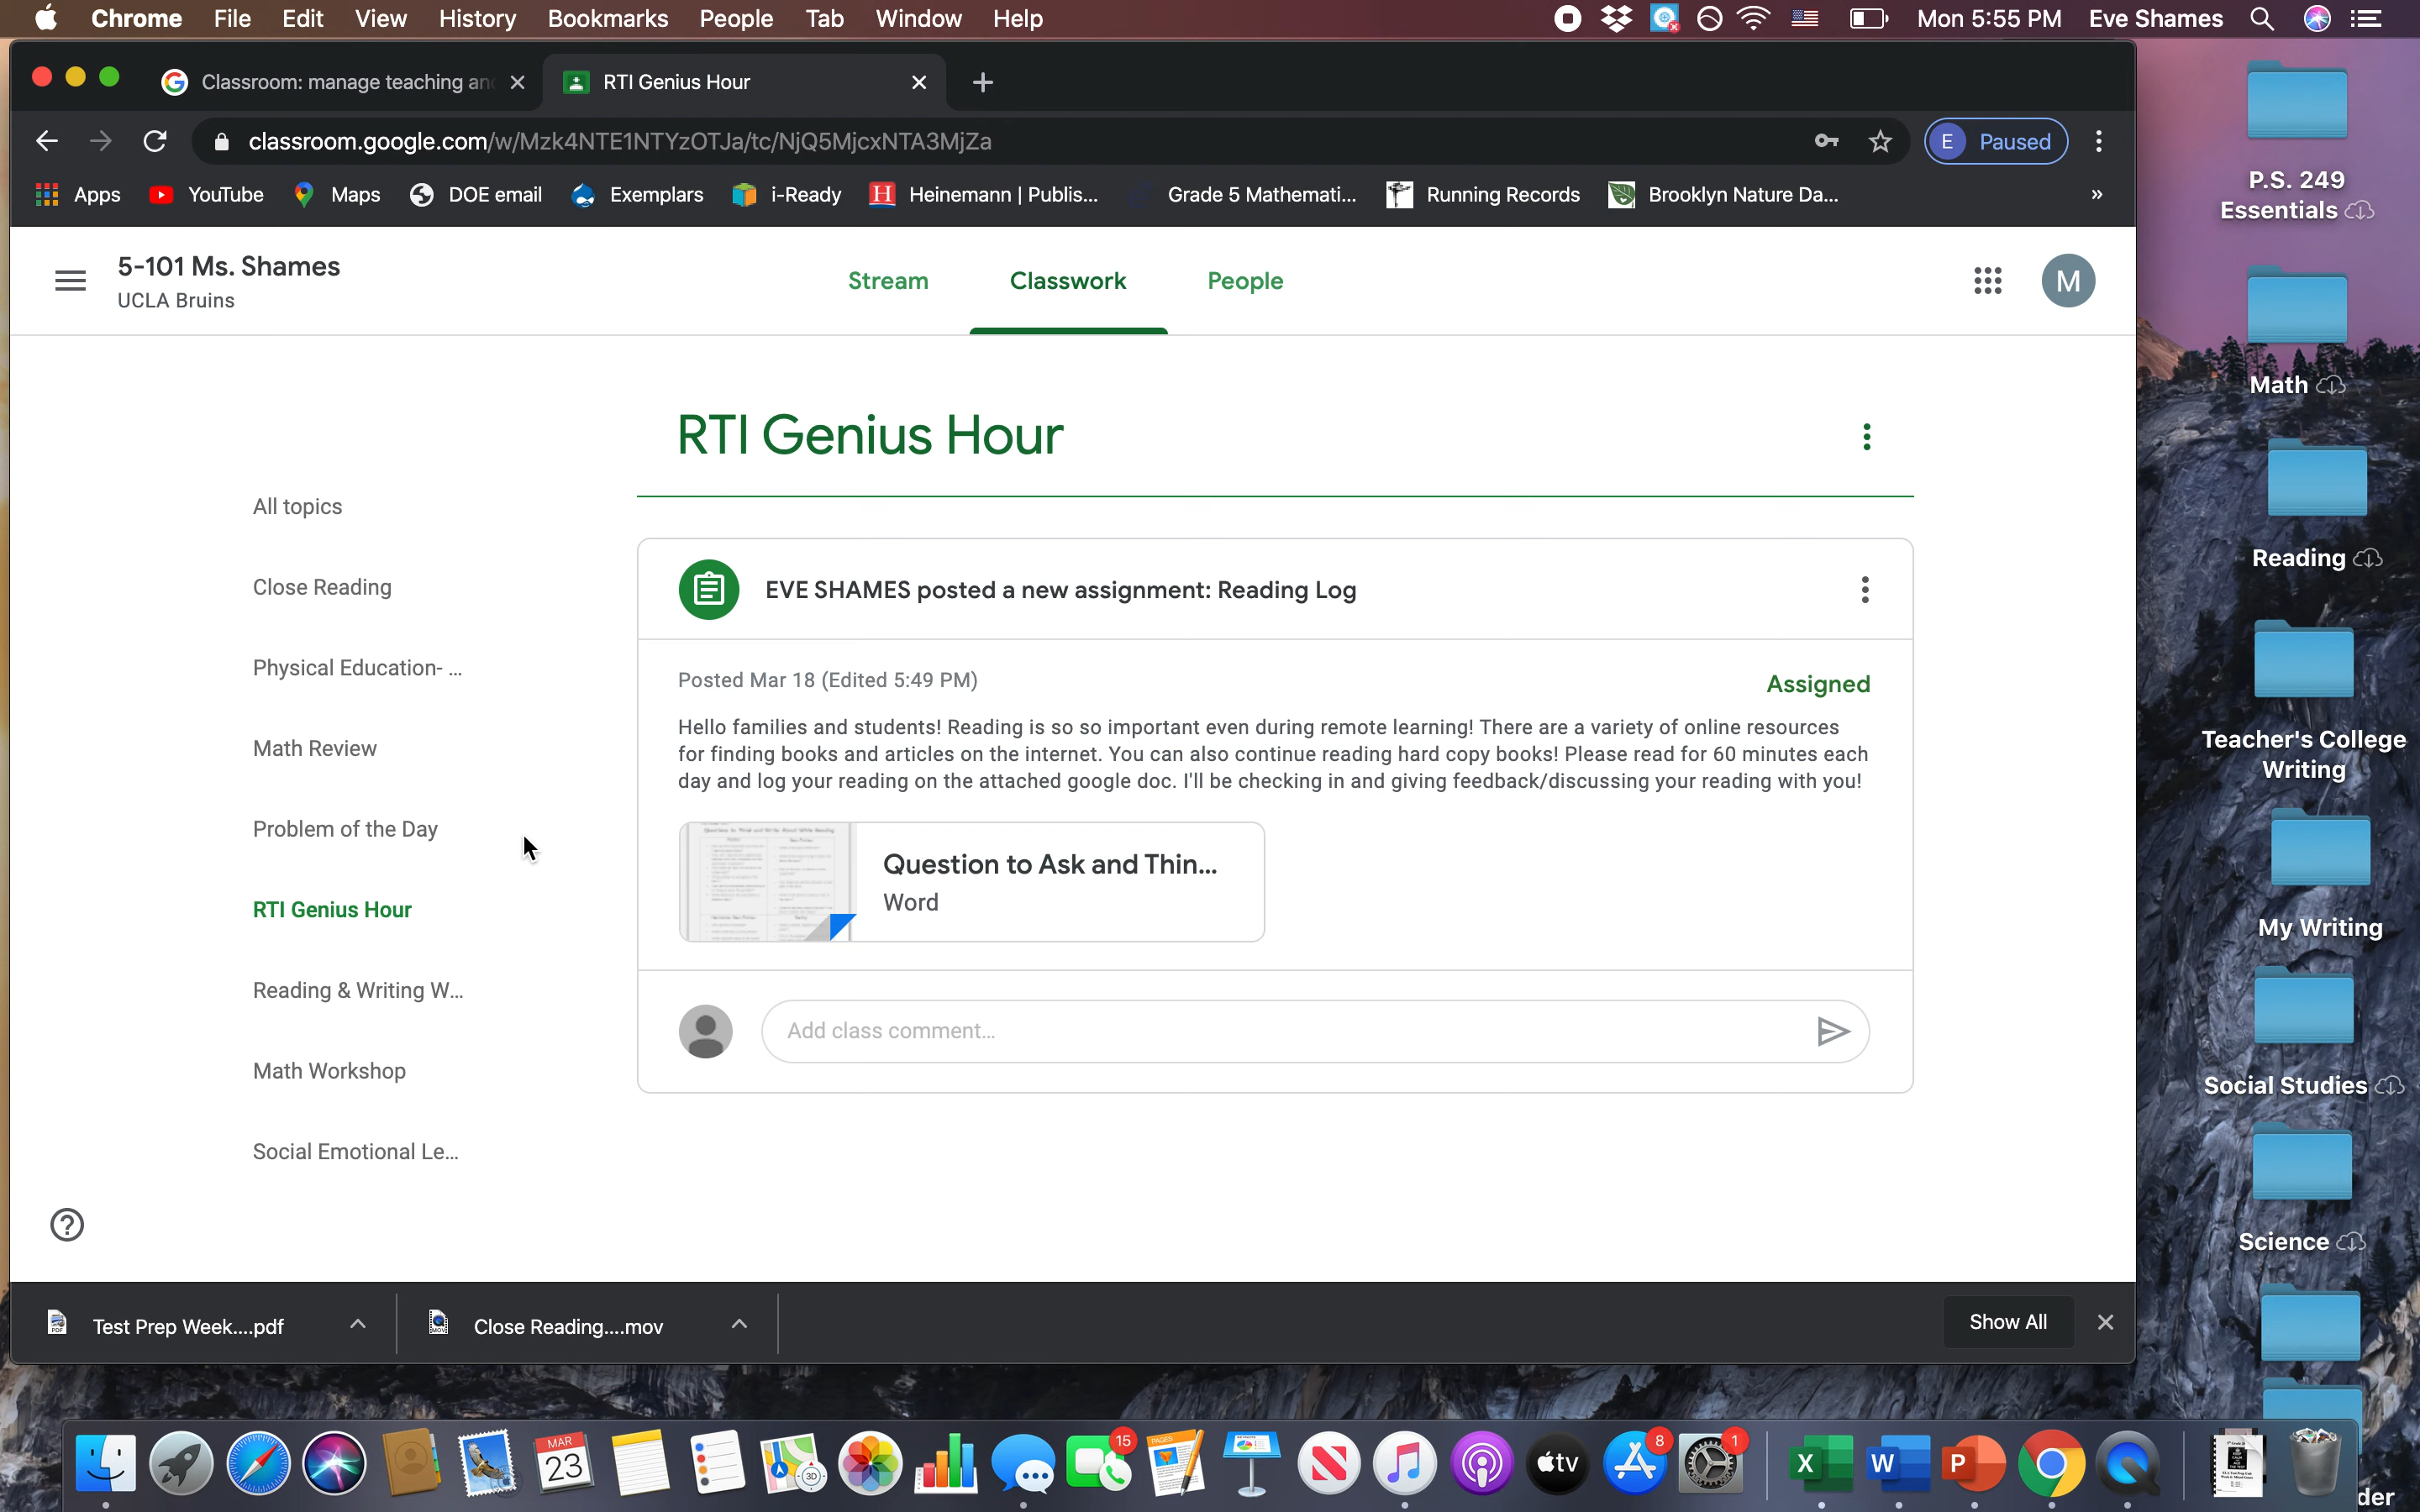 Chrome File Edit View History Bookmarks People Tab Window Help
Mon 5:55 PM Eve Shames
Classroom: manage teaching an
RTI Genius Hour
classroom.google.com/w/Mzk4NTE1NTYzOTJa/tc/NjQ5MjcxNTA3MjZa
E Paused
Apps YouTube Maps DOE email Exemplars i-Ready Heinemann | Publis... Grade 5 Mathemati... Running Records Brooklyn Nature Da... »
5-101 Ms. Shames
UCLA Bruins
Stream Classwork People
M
RTI Genius Hour
All topics
Close Reading
Physical Education- ...
Math Review
Problem of the Day
RTI Genius Hour
Reading & Writing W...
Math Workshop
Social Emotional Le...
EVE SHAMES posted a new assignment: Reading Log
Posted Mar 18 (Edited 5:49 PM)
Assigned
Hello families and students! Reading is so so important even during remote learning! There are a variety of online resources
for finding books and articles on the internet. You can also continue reading hard copy books! Please read for 60 minutes each
day and log your reading on the attached google doc. I'll be checking in and giving feedback/discussing your reading with you!
Question to Ask and Thin...
Word
Add class comment...
Test Prep Week....pdf
Close Reading....mov
Show All
P.S. 249
Essentials
Math
Reading
Teacher's College
Writing
My Writing
Social Studies
Science
der
MAR
23
3D
15
PAGES
tv
8
1
X
W
P